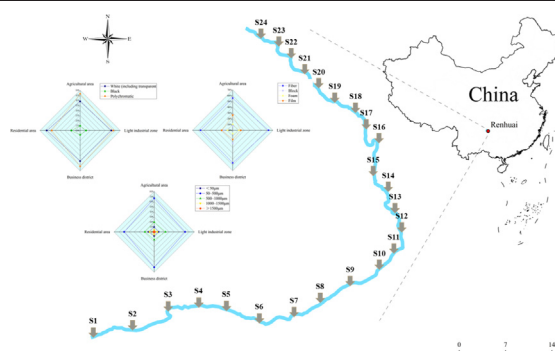 N
W E
S
S24
S23
S22
S21
S20
S19
S18
S17
S16
S15
S14
S13
S12
S11
S10
S9
S8
S7
S6
S5
S4
S3
S2
S1
China
Renhuai
Agricultural area
White (including transparent)
Black
Polychromatic
Residential area
Light industrial zone
Business district
Agricultural area
Fiber
Block
Foam
Film
Residential area
Light industrial zone
Business district
Agricultural area
< 50μm
50~500μm
500~1000μm
1000~1500μm
>1500μm
Residential area
Light industrial zone
Business district
0 7 14